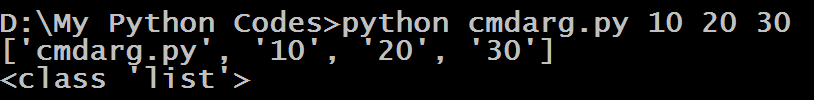 D:\My Python Codes>python cmdarg.py 10 20 30
['cmdarg.py', '10', '20', '30']
<class 'list'>